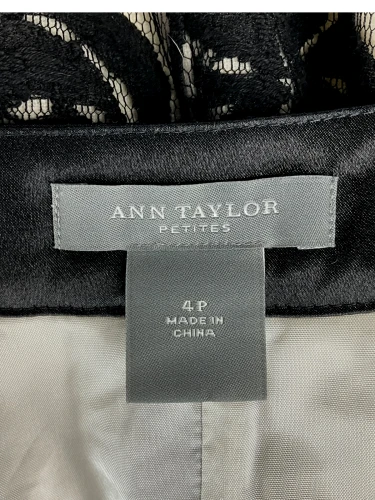 ANN TAYLOR
PETITES
4P
MADE IN
CHINA